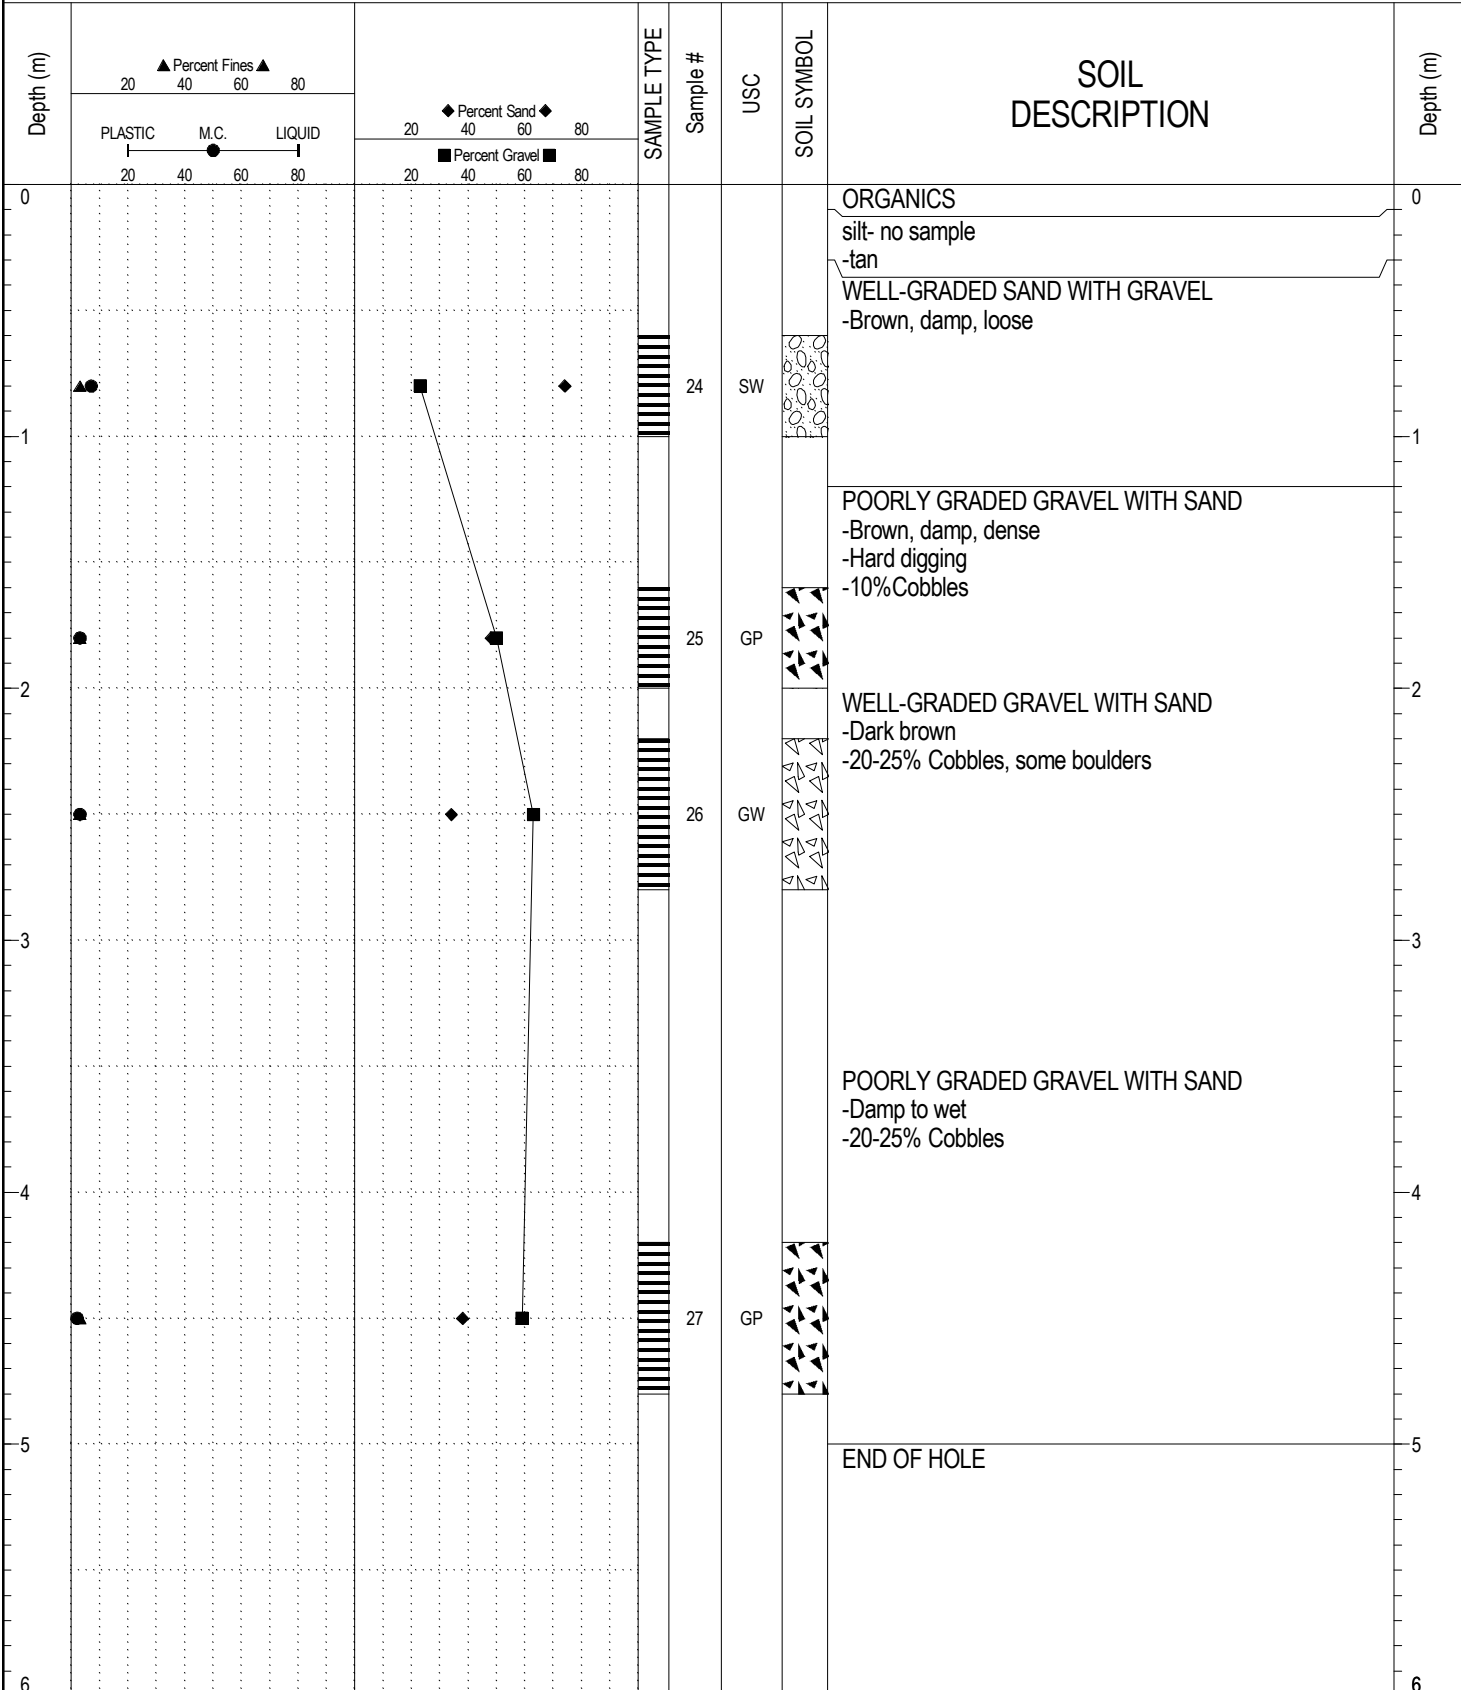 Depth (m)
▲ Percent Fines ▲
20 40 60 80
PLASTIC M.C. LIQUID
20 40 60 80
◆ Percent Sand ◆
20 40 60 80
■ Percent Gravel ■
20 40 60 80
SAMPLE TYPE
Sample #
USC
SOIL SYMBOL
SOIL
DESCRIPTION
Depth (m)
0 ORGANICS 0
silt- no sample
-tan
WELL-GRADED SAND WITH GRAVEL
-Brown, damp, loose
24 SW
1 1
POORLY GRADED GRAVEL WITH SAND
-Brown, damp, dense
-Hard digging
-10%Cobbles
25 GP
2 2
WELL-GRADED GRAVEL WITH SAND
-Dark brown
-20-25% Cobbles, some boulders
26 GW
3 3
POORLY GRADED GRAVEL WITH SAND
-Damp to wet
-20-25% Cobbles
4 4
27 GP
5 5
END OF HOLE
6 6